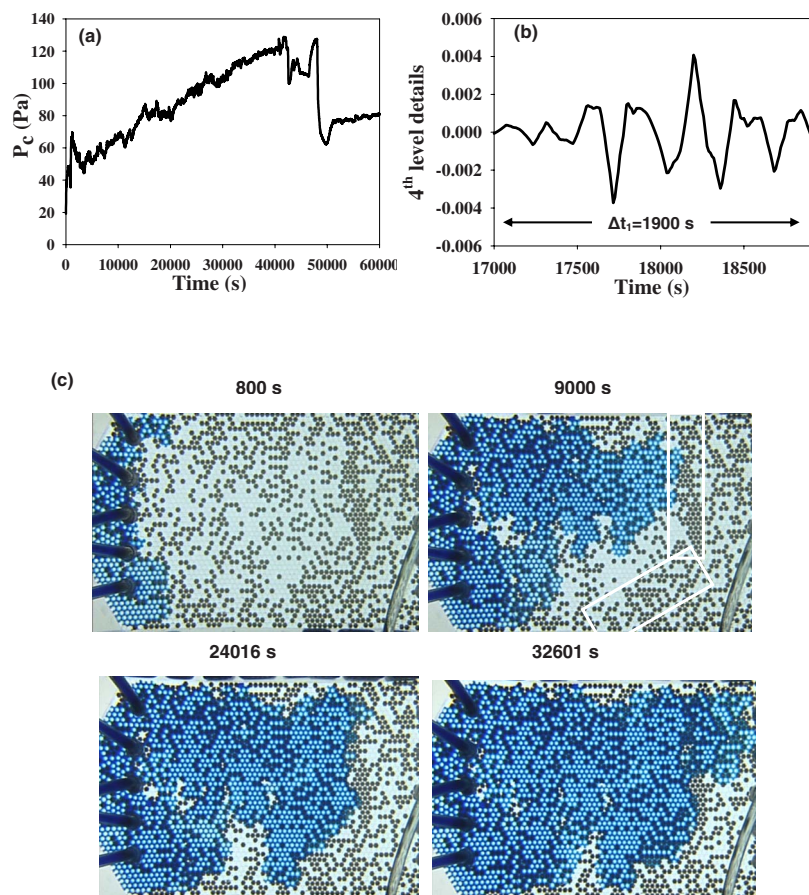 (a)
140
120
100
80
60
40
20
0
P_c (Pa)
0 10000 20000 30000 40000 50000 60000
Time (s)
(b)
0.006
0.004
0.002
0.000
-0.002
-0.004
-0.006
4th level details
Δt₁=1900 s
17000 17500 18000 18500
Time (s)
(c)
800 s 9000 s
24016 s 32601 s